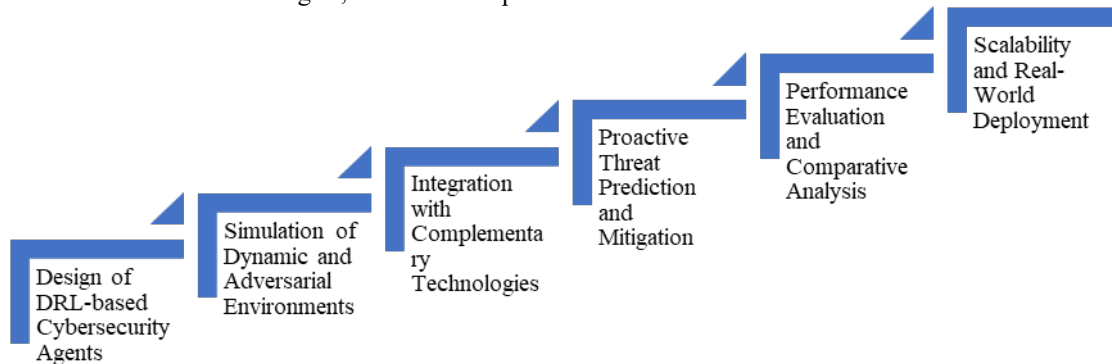 Design of
DRL-based
Cybersecurity
Agents
Simulation of
Dynamic and
Adversarial
Environments
Integration
with
Complementa
ry
Technologies
Proactive
Threat
Prediction
and
Mitigation
Performance
Evaluation
and
Comparative
Analysis
Scalability
and Real-
World
Deployment